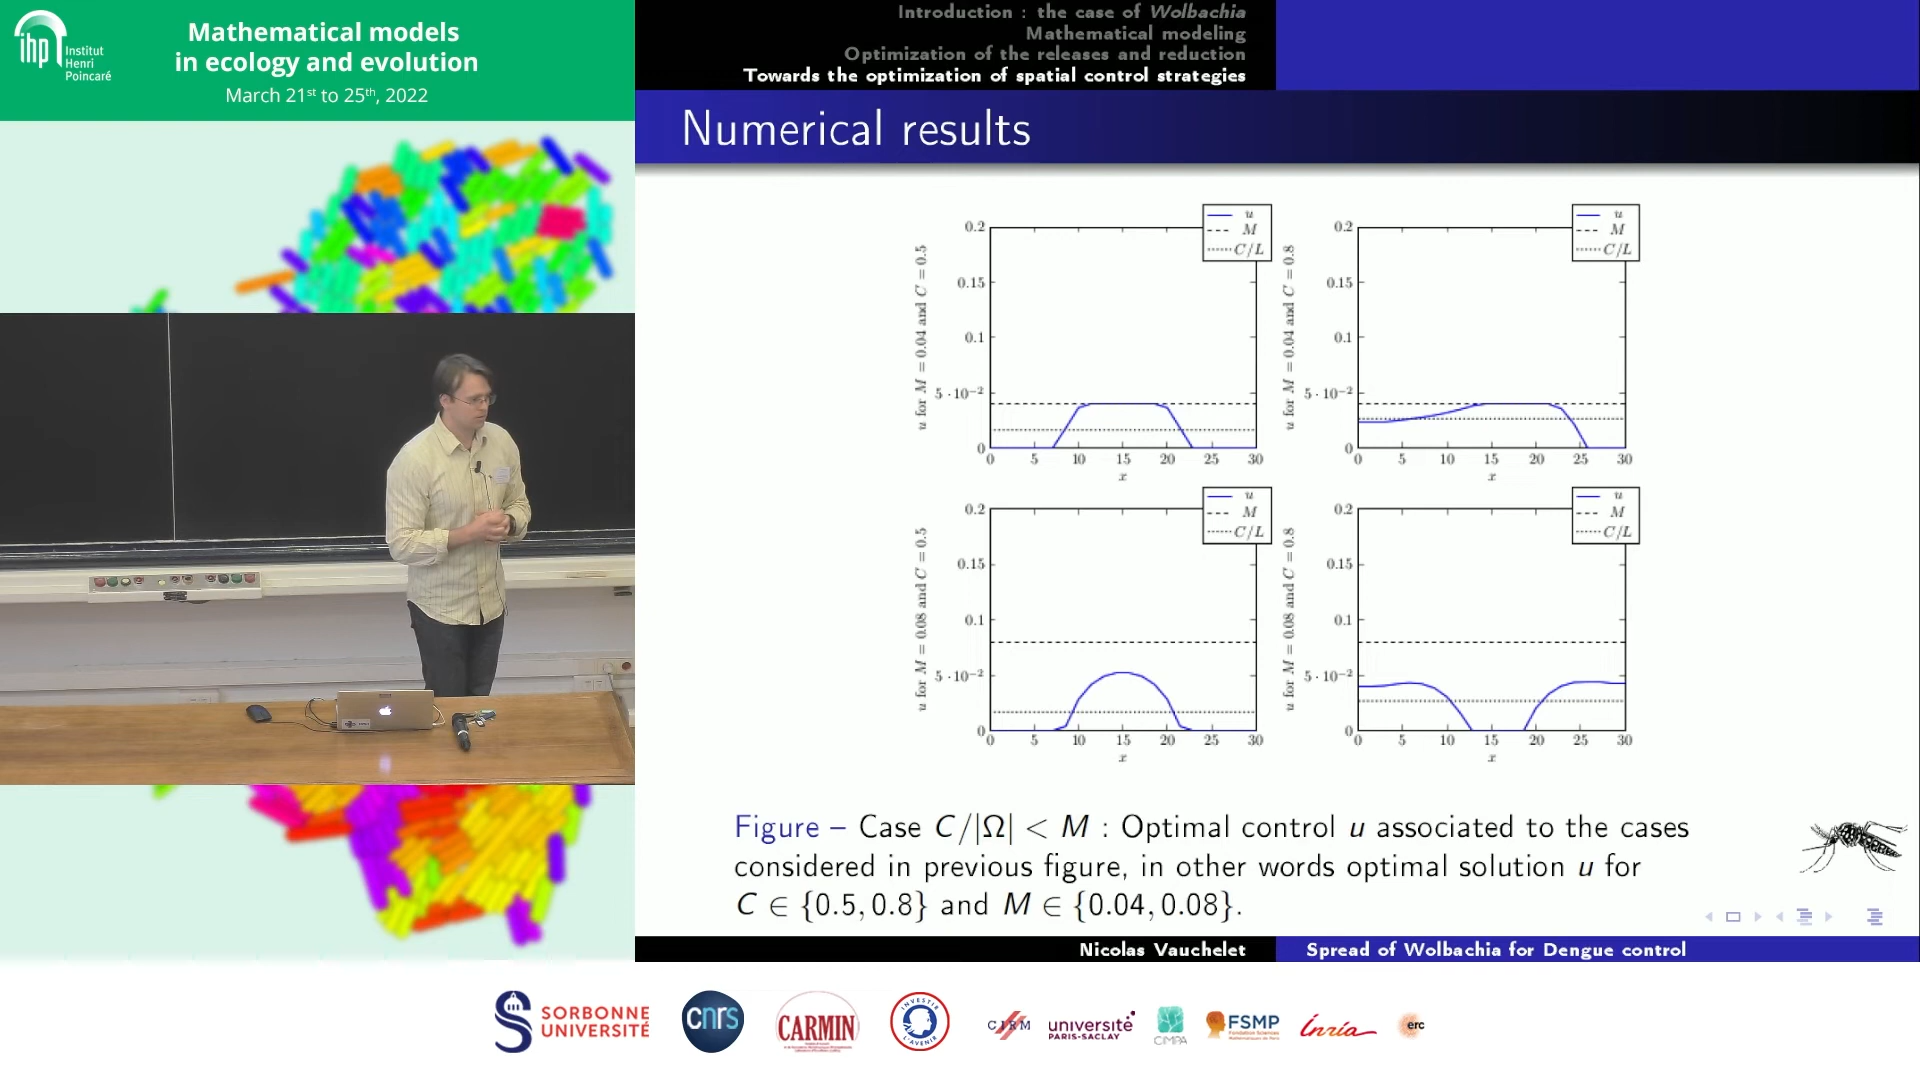 ihp
Institut
Henri
Poincaré
Mathematical models
in ecology and evolution
March 21st to 25th, 2022
Introduction : the case of Wolbachia
Mathematical modeling
Optimization of the releases and reduction
Towards the optimization of spatial control strategies
Numerical results
u for M = 0.04 and C = 0.5
0.2
0.15
0.1
5 · 10⁻²
0
0 5 10 15 20 25 30
x
u
M
C/L
u for M = 0.04 and C = 0.8
0.2
0.15
0.1
5 · 10⁻²
0
0 5 10 15 20 25 30
x
u
M
C/L
u for M = 0.08 and C = 0.5
0.2
0.15
0.1
5 · 10⁻²
0
0 5 10 15 20 25 30
x
u
M
C/L
u for M = 0.08 and C = 0.8
0.2
0.15
0.1
5 · 10⁻²
0
0 5 10 15 20 25 30
x
u
M
C/L
Figure – Case C/|Ω| < M : Optimal control u associated to the cases
considered in previous figure, in other words optimal solution u for
C ∈ {0.5, 0.8} and M ∈ {0.04, 0.08}.
Nicolas Vauchelet
Spread of Wolbachia for Dengue control
SORBONNE
UNIVERSITÉ
cnrs
CARMIN
INVESTIR
L'AVENIR
CIRM
université
PARIS-SACLAY
CIMPA
FSMP
Fondation Sciences
Mathématiques de Paris
Inria
erc